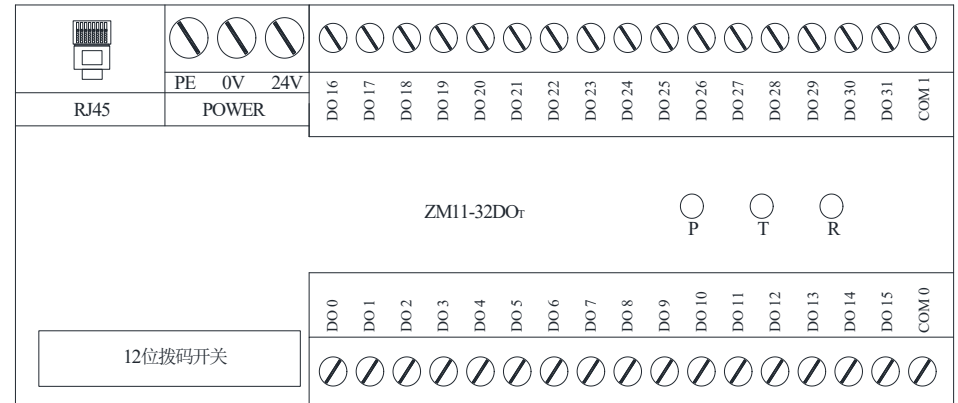 PE 0V 24V
RJ45 POWER
DO 16 DO 17 DO 18 DO 19 DO 20 DO 21 DO 22 DO 23 DO 24 DO 25 DO 26 DO 27 DO 28 DO 29 DO 30 DO 31 COM 1
ZM11-32DOT
P T R
DO 0 DO 1 DO 2 DO 3 DO 4 DO 5 DO 6 DO 7 DO 8 DO 9 DO 10 DO 11 DO 12 DO 13 DO 14 DO 15 COM 0
12位拨码开关